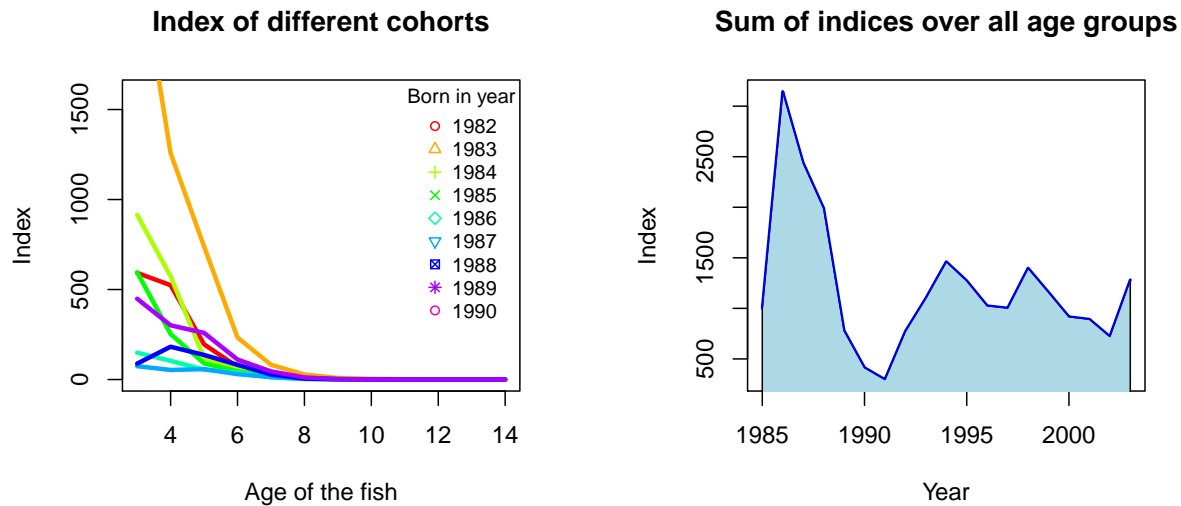 Index of different cohorts
Index
1500
1000
500
0
Born in year
1982
1983
1984
1985
1986
1987
1988
1989
1990
4 6 8 10 12 14
Age of the fish
Sum of indices over all age groups
Index
2500
1500
500
1985 1990 1995 2000
Year